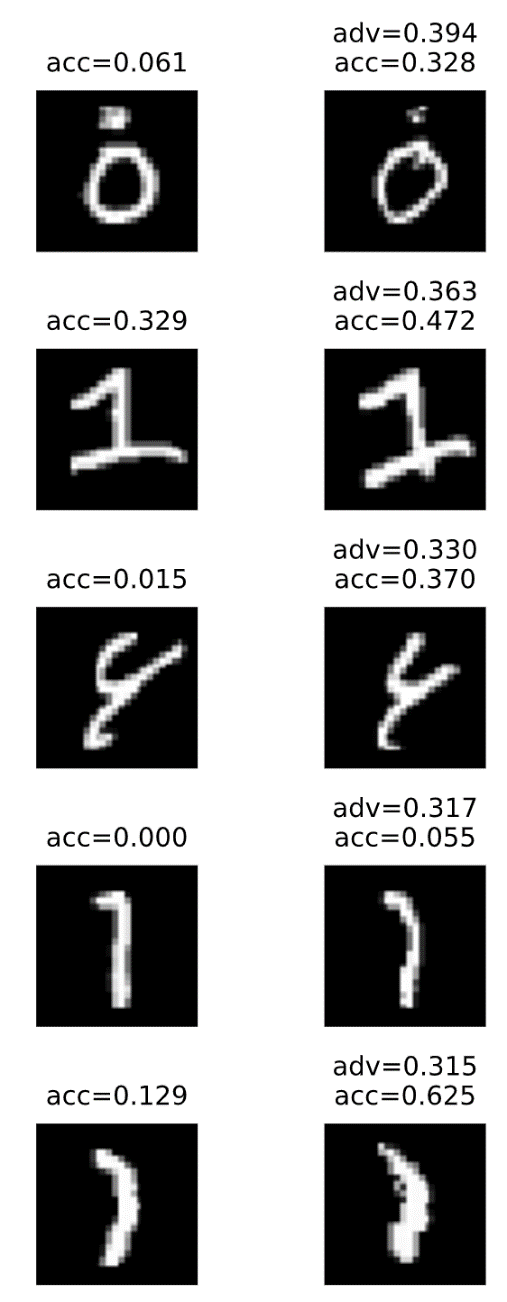 adv=0.394
acc=0.061 acc=0.328
adv=0.363
acc=0.329 acc=0.472
adv=0.330
acc=0.015 acc=0.370
adv=0.317
acc=0.000 acc=0.055
adv=0.315
acc=0.129 acc=0.625